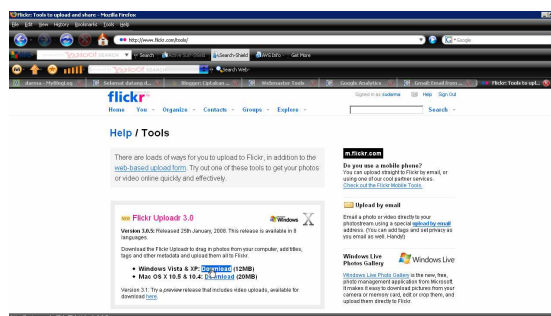 Flickr: Tools to upload and share - Mozilla Firefox
File Edit View History Bookmarks Tools Help
http://www.flickr.com/tools/
Google
Search
Search-Shield
AVG Info
Get More
Search Web
Google Analytics
Gmail: Email from
Flickr: Tools to upl...
flickr
Signed in as
Help Sign Out
Home You Organize Contacts Groups Explore
Search
Help / Tools
There are loads of ways for you to upload to Flickr, in addition to the
web-based upload form. Try out one of these tools to get your photos
or video online quickly and effectively.
Flickr Uploadr 3.0
Windows
X
Version 3.0.5: Released 25th January, 2008. This release is available in 8
languages.
Download the Flickr Uploadr to drag in photos from your computer, add titles,
tags and other metadata and upload them all to Flickr.
Windows Vista & XP: Download (12MB)
Mac OS X 10.5 & 10.4: Download (20MB)
Version 3.1: Try a preview release that includes video uploads, available for
download here.
m.flickr.com
Do you use a mobile phone?
You can upload straight to Flickr by email, or
using one of our cool partner services.
Check out the Flickr Mobile Tools.
Upload by email
Email a photo or video directly to your
photostream using a special upload by email
address. (You can add tags and set privacy as
you email as well. Handy!)
Windows Live
Photos Gallery
Windows Live
Windows Live Photo Gallery is the new, free,
photo management application from Microsoft.
It makes it easy to download pictures from your
camera or memory card, edit or crop them, and
upload them directly to Flickr.